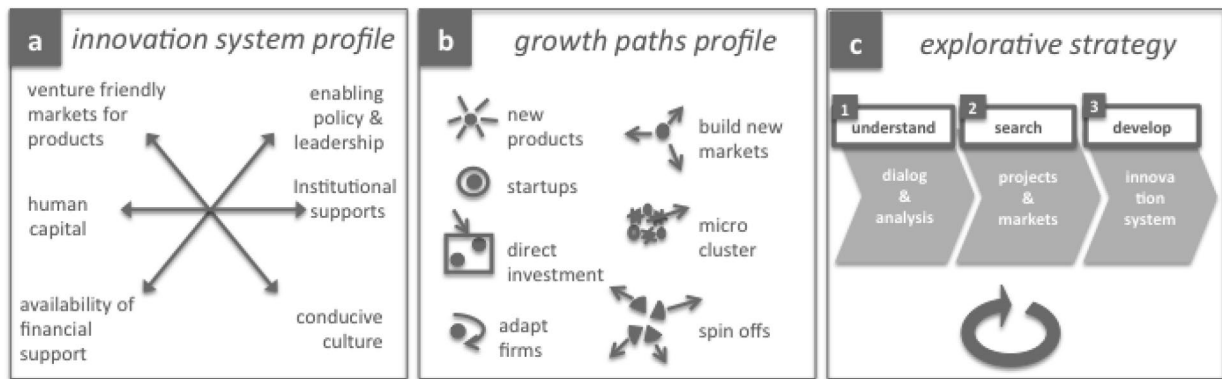 a
innovation system profile
venture friendly
markets for
products
enabling
policy &
leadership
human
capital
Institutional
supports
availability of
financial
support
conducive
culture
b
growth paths profile
new
products
build new
markets
startups
micro
cluster
direct
investment
adapt
firms
spin offs
c
explorative strategy
1
understand
2
search
3
develop
dialog
&
analysis
projects
&
markets
innova
tion
system